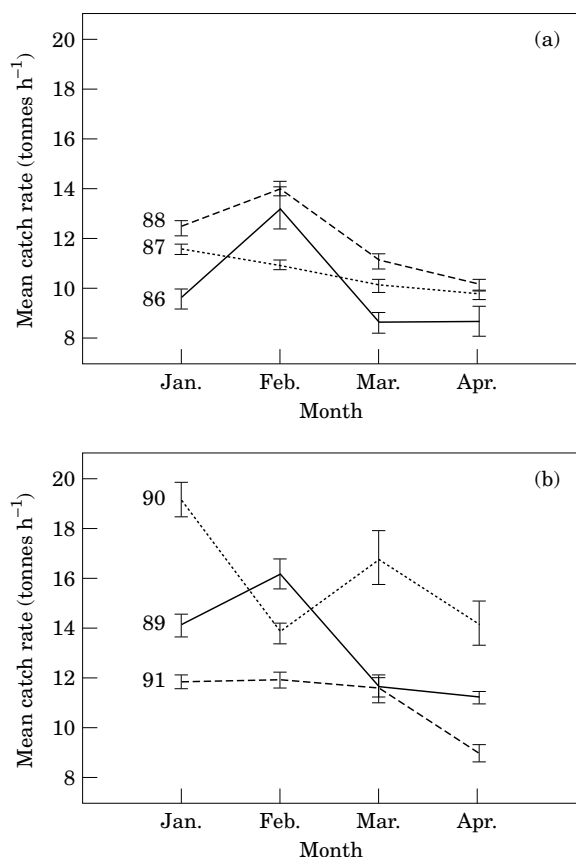 (a)
Mean catch rate (tonnes h⁻¹)
20
18
16
14
12
10
8
88
87
86
Jan.
Feb.
Mar.
Apr.
Month
(b)
Mean catch rate (tonnes h⁻¹)
20
18
16
14
12
10
8
90
89
91
Jan.
Feb.
Mar.
Apr.
Month